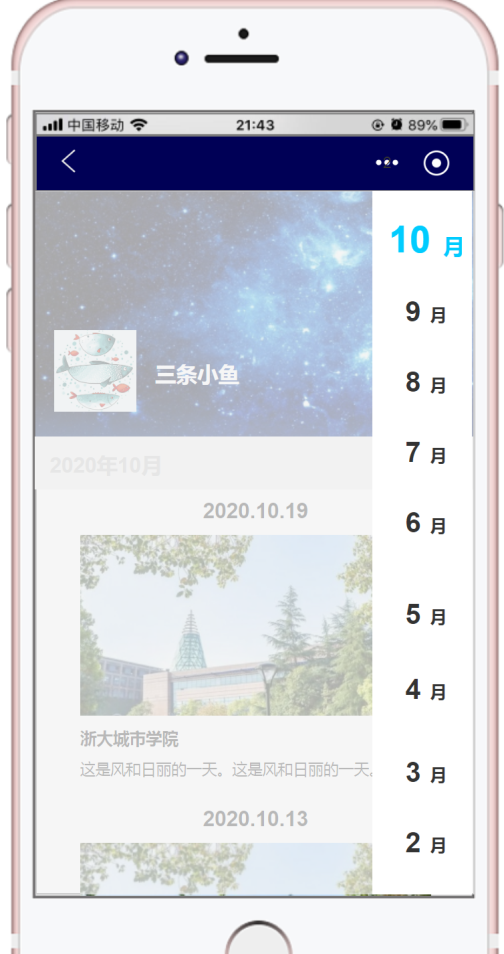 中国移动
21:43
89%
三条小鱼
2020年10月
2020.10.19
浙大城市学院
这是风和日丽的一天。这是风和日丽的一天。
2020.10.13
10 月
9 月
8 月
7 月
6 月
5 月
4 月
3 月
2 月